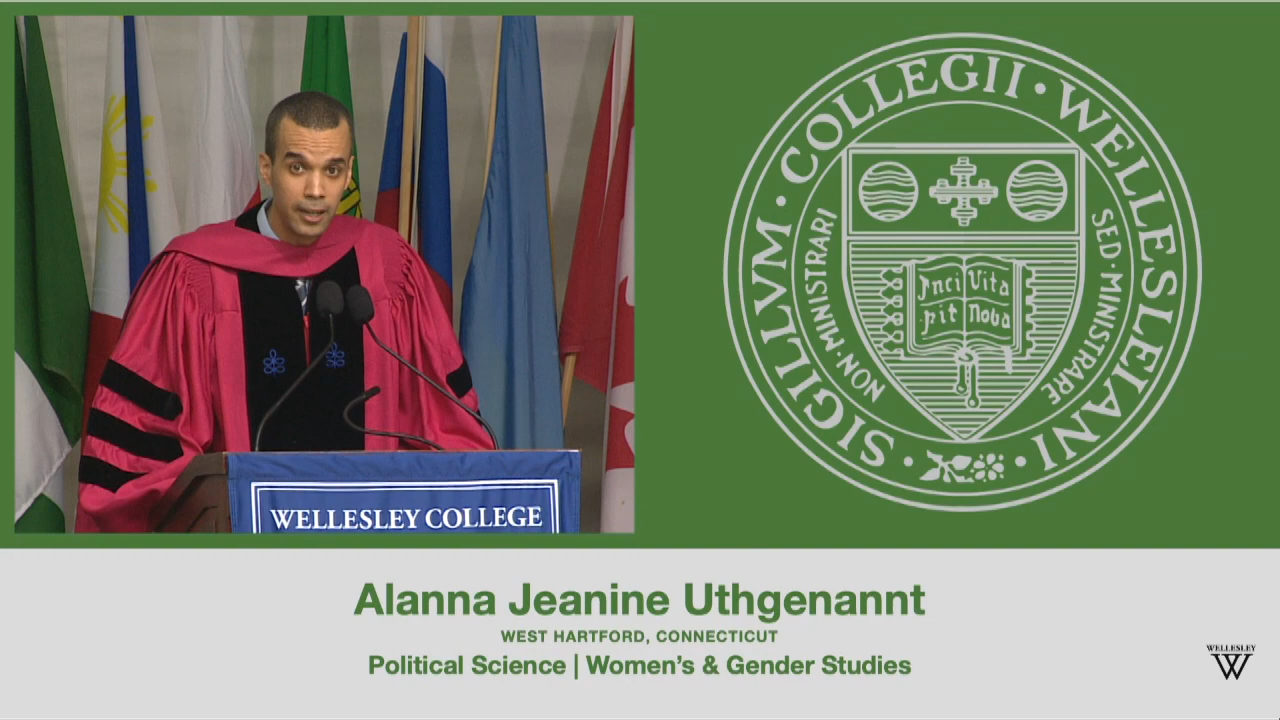 WELLESLEY COLLEGE
SIGILLVM · COLLEGII · WELLESLEIANI ·
NON · MINISTRARI
SED · MINISTRARE
Inci Vita
pit Nova
Alanna Jeanine Uthgenannt
WEST HARTFORD, CONNECTICUT
Political Science | Women's & Gender Studies
WELLESLEY
W